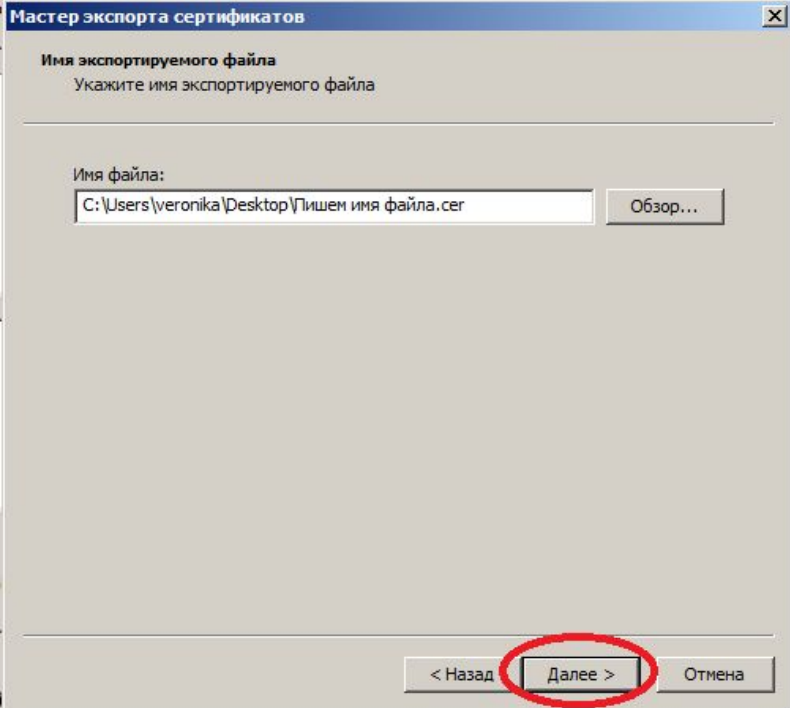 Мастер экспорта сертификатов
Имя экспортируемого файла
Укажите имя экспортируемого файла
Имя файла:
C:\Users\veronika\Desktop\Пишем имя файла.cer
Обзор...
< Назад
Далее >
Отмена